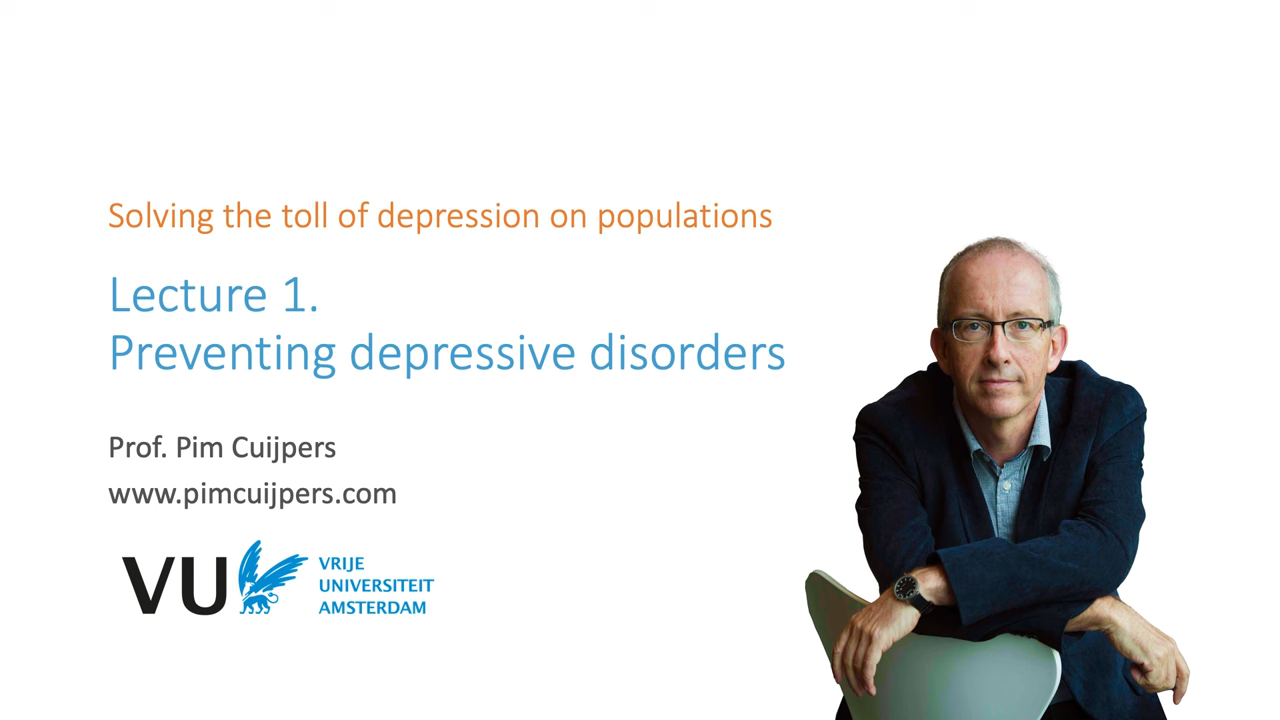 Solving the toll of depression on populations
Lecture 1.
Preventing depressive disorders
Prof. Pim Cuijpers
www.pimcuijpers.com
VU
VRIJE
UNIVERSITEIT
AMSTERDAM